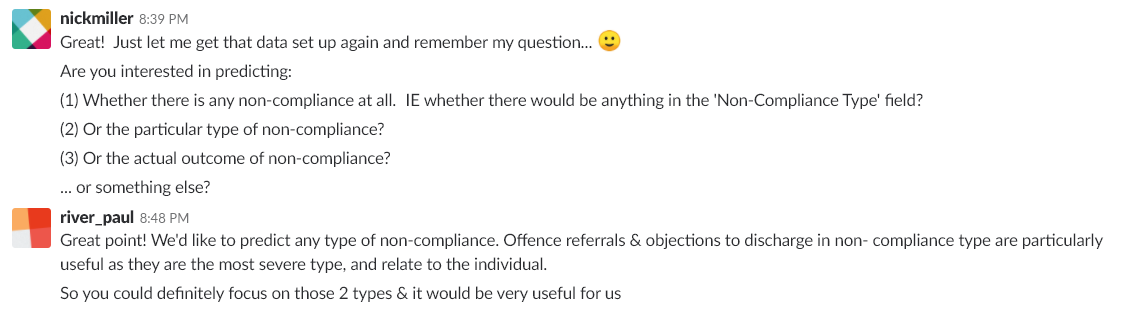 nickmiller 8:39 PM
Great! Just let me get that data set up again and remember my question... 🙂
Are you interested in predicting:
(1) Whether there is any non-compliance at all. IE whether there would be anything in the 'Non-Compliance Type' field?
(2) Or the particular type of non-compliance?
(3) Or the actual outcome of non-compliance?
... or something else?
river_paul 8:48 PM
Great point! We'd like to predict any type of non-compliance. Offence referrals & objections to discharge in non- compliance type are particularly
useful as they are the most severe type, and relate to the individual.
So you could definitely focus on those 2 types & it would be very useful for us